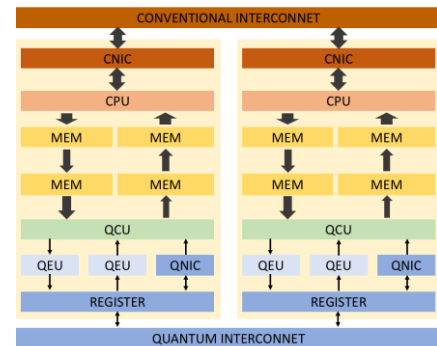 CONVENTIONAL INTERCONNET
CNIC CNIC
CPU CPU
MEM MEM MEM MEM
MEM MEM MEM MEM
QCU QCU
QEU QEU QNIC QEU QEU QNIC
REGISTER REGISTER
QUANTUM INTERCONNET